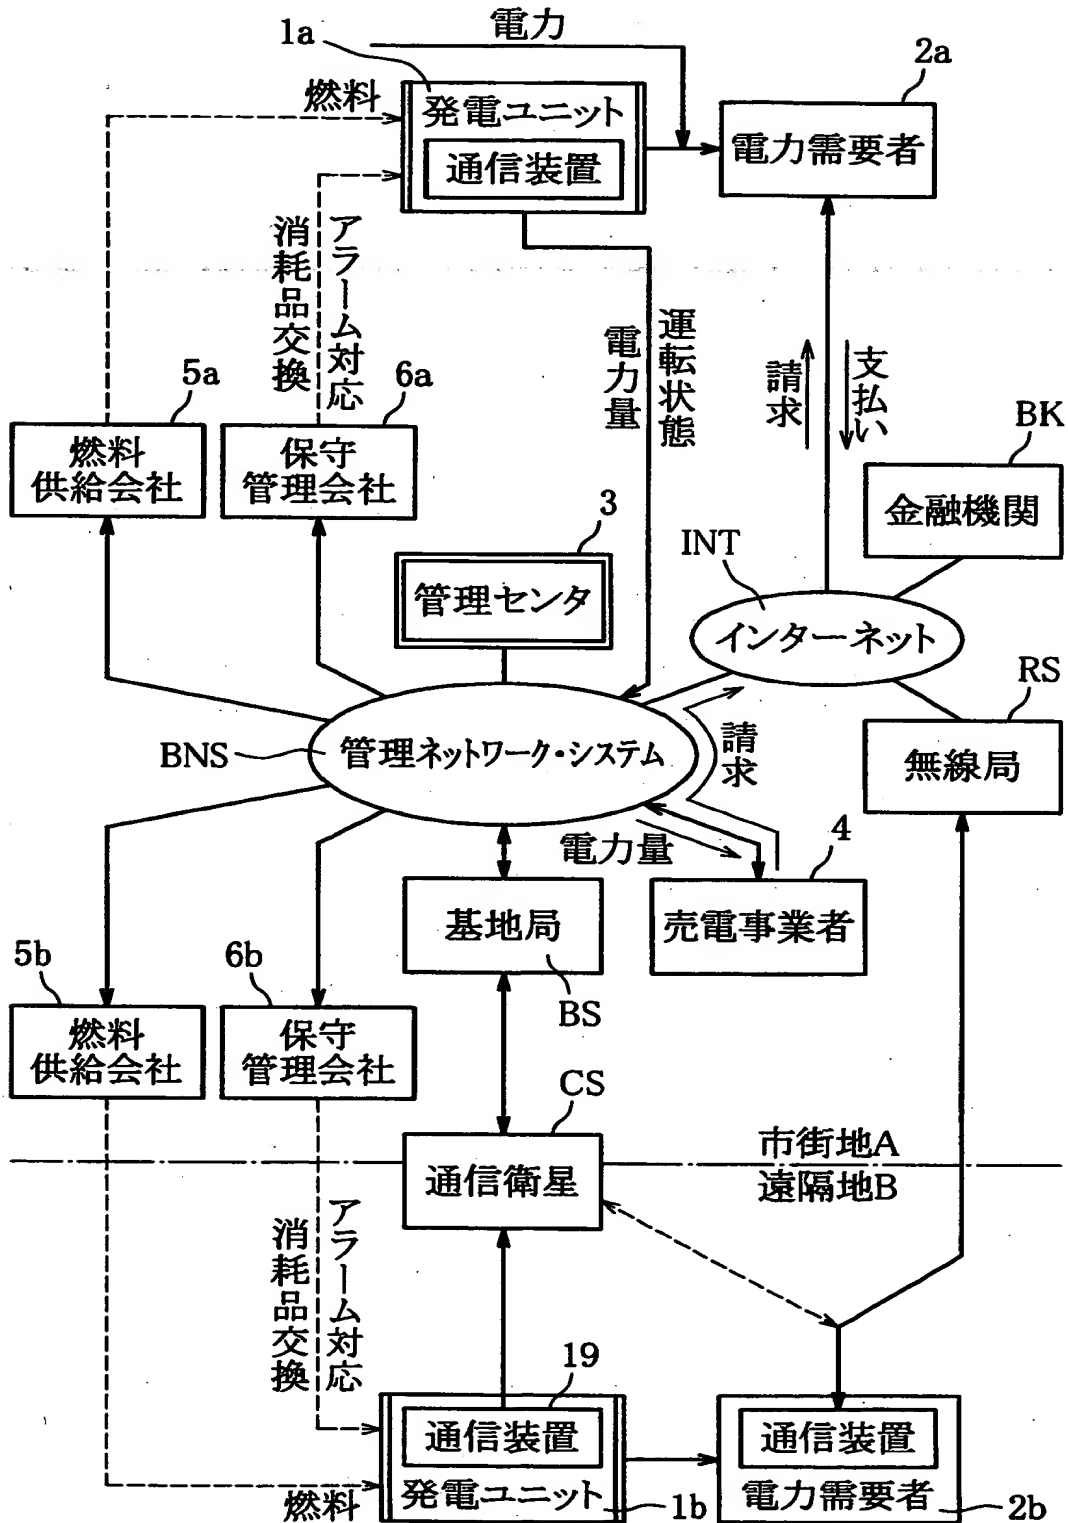 電力
1a
2a
燃料
発電ユニット
通信装置
電力需要者
消耗品交換
アラーム対応
電力量
運転状態
請求
支払い
5a
6a
BK
燃料
供給会社
保守
管理会社
金融機関
3
INT
管理センタ
インターネット
RS
BNS
管理ネットワーク・システム
請求
無線局
電力量
4
基地局
売電事業者
5b
6b
BS
燃料
供給会社
保守
管理会社
CS
市街地A
通信衛星
遠隔地B
消耗品交換
アラーム対応
19
通信装置
通信装置
発電ユニット
電力需要者
燃料
1b
2b